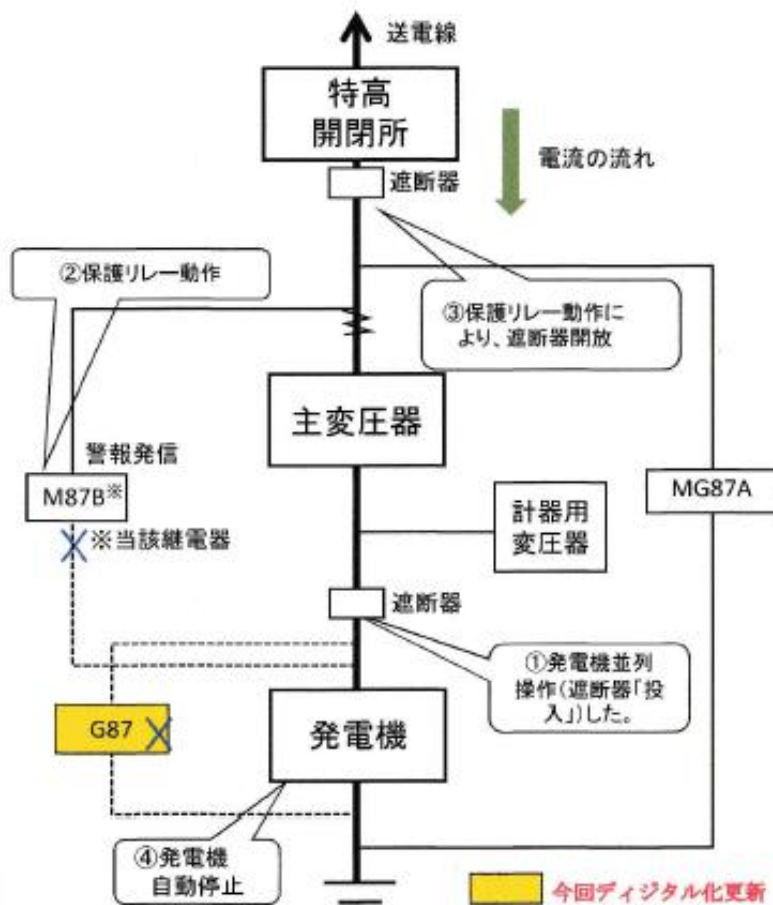 送電線
特高
開閉所
遮断器
電流の流れ
②保護リレー動作
③保護リレー動作に
より、遮断器開放
主変圧器
警報発信
M87B※
※当該継電器
MG87A
計器用
変圧器
遮断器
①発電機並列
操作(遮断器「投
入」)した。
G87
発電機
④発電機
自動停止
今回ディジタル化更新